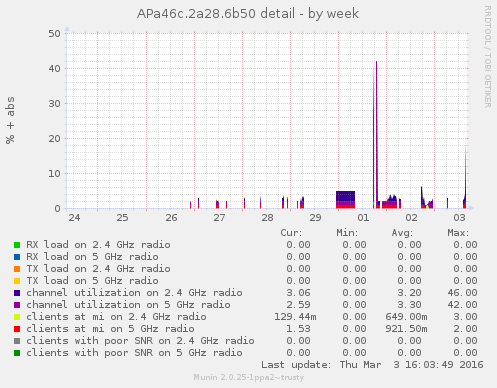 APa46c.2a28.6b50 detail - by week
RRDTOOL / TOBI OETIKER
% + abs
50
40
30
20
10
0
24 25 26 27 28 29 01 02 03
Cur: Min: Avg: Max:
RX load on 2.4 GHz radio 0.00 0.00 0.00 0.00
RX load on 5 GHz radio 0.00 0.00 0.00 0.00
TX load on 2.4 GHz radio 0.00 0.00 0.00 0.00
TX load on 5 GHz radio 0.00 0.00 0.00 0.00
channel utilization on 2.4 GHz radio 3.06 0.00 3.20 46.00
channel utilization on 5 GHz radio 2.59 0.00 3.30 42.00
clients at mi on 2.4 GHz radio 129.44m 0.00 649.00m 3.00
clients at mi on 5 GHz radio 1.53 0.00 921.50m 2.00
clients with poor SNR on 2.4 GHz radio 0.00 0.00 0.00 0.00
clients with poor SNR on 5 GHz radio 0.00 0.00 0.00 0.00
Last update: Thu Mar 3 16:03:49 2016
Munin 2.0.25-1ppa2~trusty